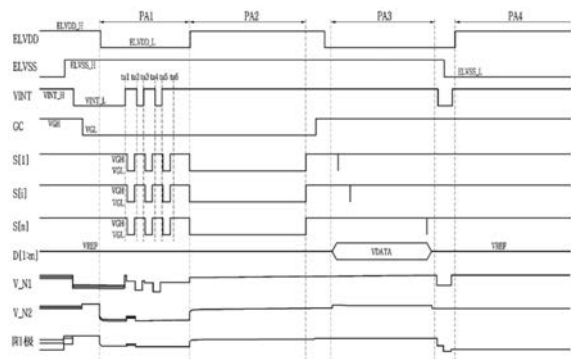 PA1 PA2 PA3 PA4
ELVDD ELVDD_H ELVDD_L
ELVSS ELVSS_H ELVSS_L
ta1 ta2 ta3 ta4 ta5 ta6
VINT VINT_H VINT_L
GC VGH VGL
S[1] VGH VGL
S[i] VGH VGL
S[n] VGH VGL
D[1:m] VREF VDATA VREF
V_N1
V_N2
阳极